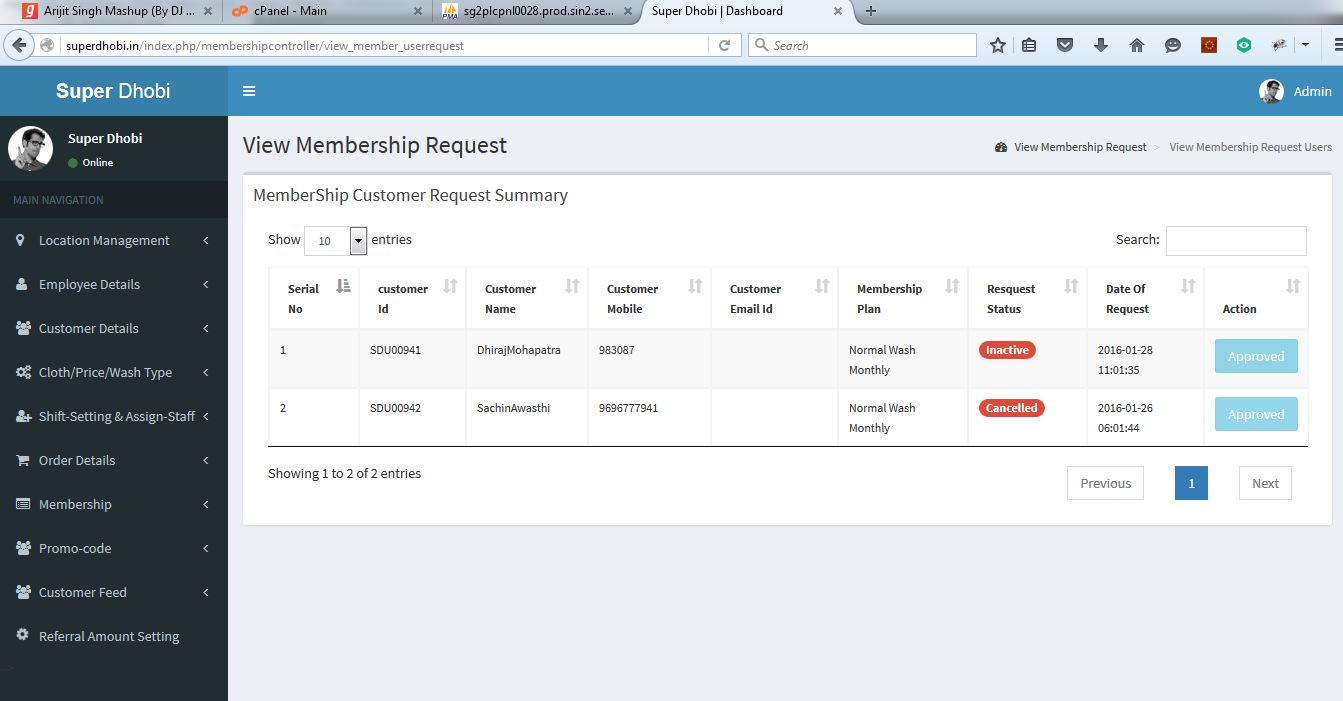 Arijit Singh Mashup (By DJ ...
cPanel - Main
sg2plcpnl0028.prod.sin2.se...
Super Dhobi | Dashboard
superdhobi.in/index.php/membershipcontroller/view_member_userrequest
Search
Super Dhobi
Admin
Super Dhobi
Online
MAIN NAVIGATION
Location Management
Employee Details
Customer Details
Cloth/Price/Wash Type
Shift-Setting & Assign-Staff
Order Details
Membership
Promo-code
Customer Feed
Referral Amount Setting
View Membership Request
View Membership Request > View Membership Request Users
MemberShip Customer Request Summary
Show 10 entries
Search:
Serial
No
customer
Id
Customer
Name
Customer
Mobile
Customer
Email Id
Membership
Plan
Resquest
Status
Date Of
Request
Action
1
SDU00941
DhirajMohapatra
983087
Normal Wash
Monthly
Inactive
2016-01-28
11:01:35
Approved
2
SDU00942
SachinAwasthi
9696777941
Normal Wash
Monthly
Cancelled
2016-01-26
06:01:44
Approved
Showing 1 to 2 of 2 entries
Previous
1
Next